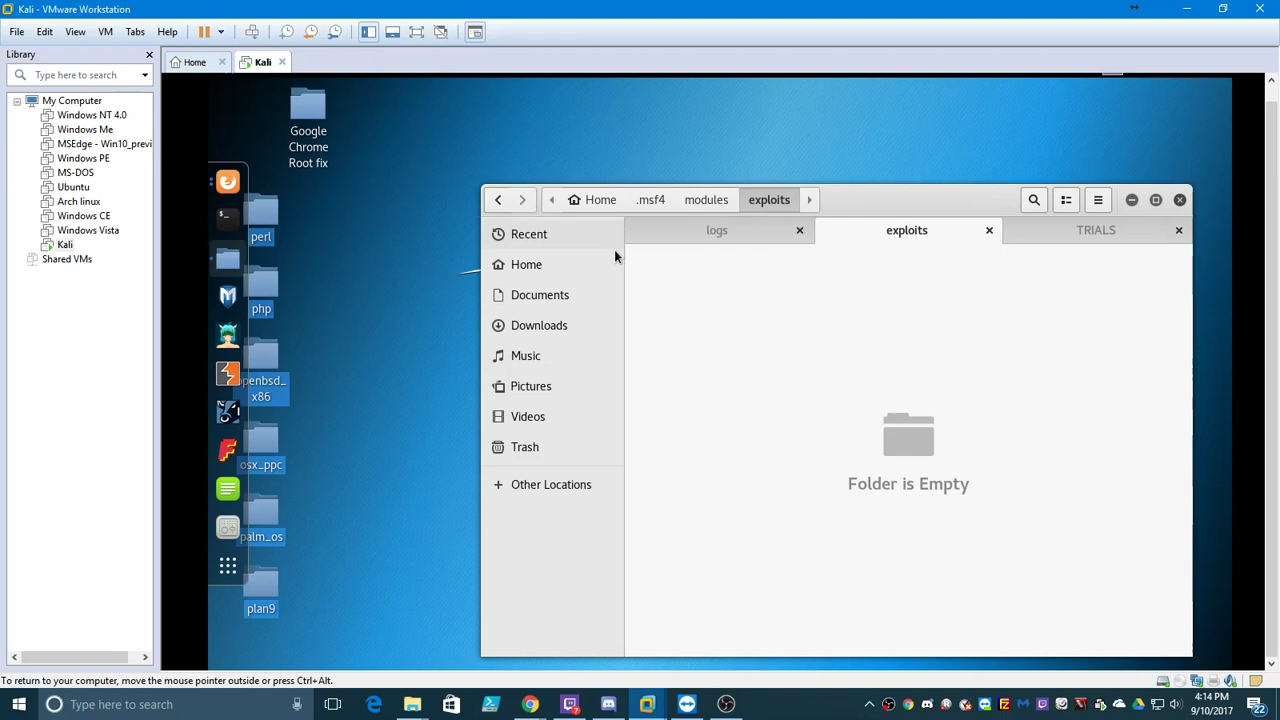 Kali - VMware Workstation
File Edit View VM Tabs Help
Library
Type here to search
My Computer
Windows NT 4.0
Windows Me
MSEdge - Win10_previ
Windows PE
MS-DOS
Ubuntu
Arch linux
Windows CE
Windows Vista
Kali
Shared VMs
Home
Kali
Google
Chrome
Root fix
perl
php
openbsd_
x86
osx_ppc
palm_os
plan9
Home .msf4 modules exploits
logs exploits TRIALS
Recent
Home
Documents
Downloads
Music
Pictures
Videos
Trash
Other Locations
Folder is Empty
To return to your computer, move the mouse pointer outside or press Ctrl+Alt.
Type here to search
4:14 PM
9/10/2017